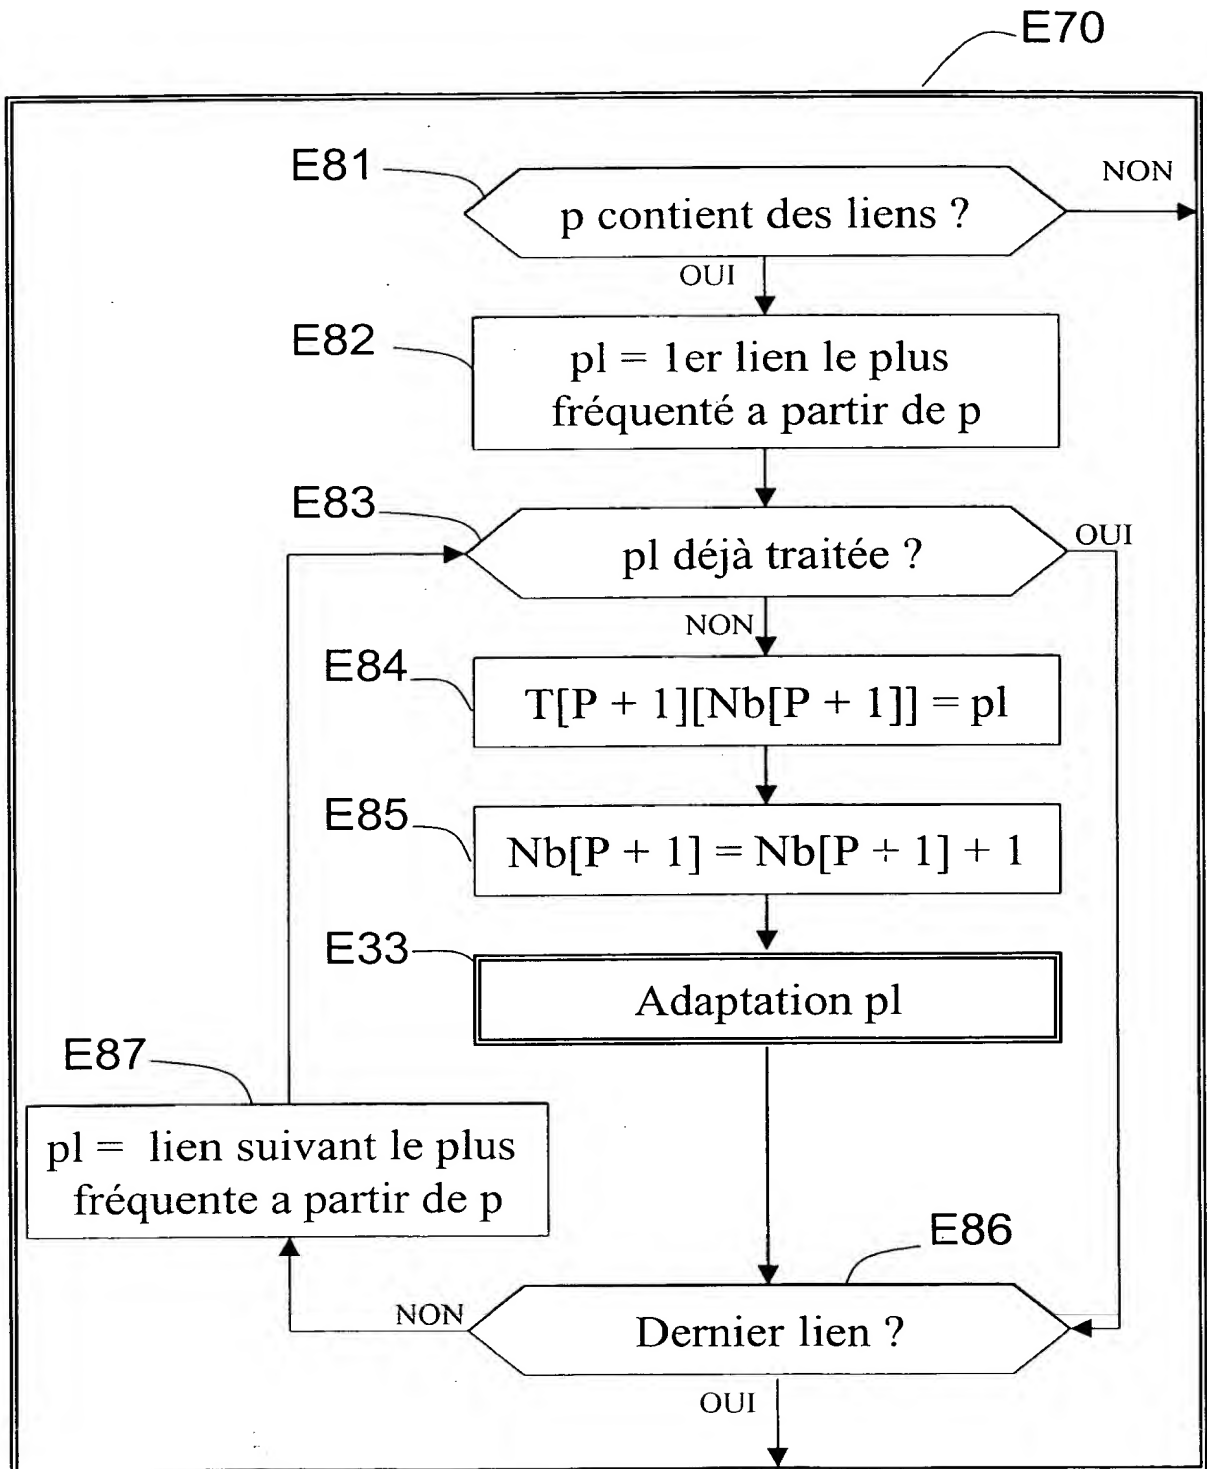 E70
E81
p contient des liens ?
NON
OUI
E82
pl = 1er lien le plus
fréquenté a partir de p
E83
pl déjà traitée ?
OUI
NON
E84
T[P + 1][Nb[P + 1]] = pl
E85
Nb[P + 1] = Nb[P + 1] + 1
E33
Adaptation pl
E87
pl = lien suivant le plus
fréquente a partir de p
E86
Dernier lien ?
NON
OUI